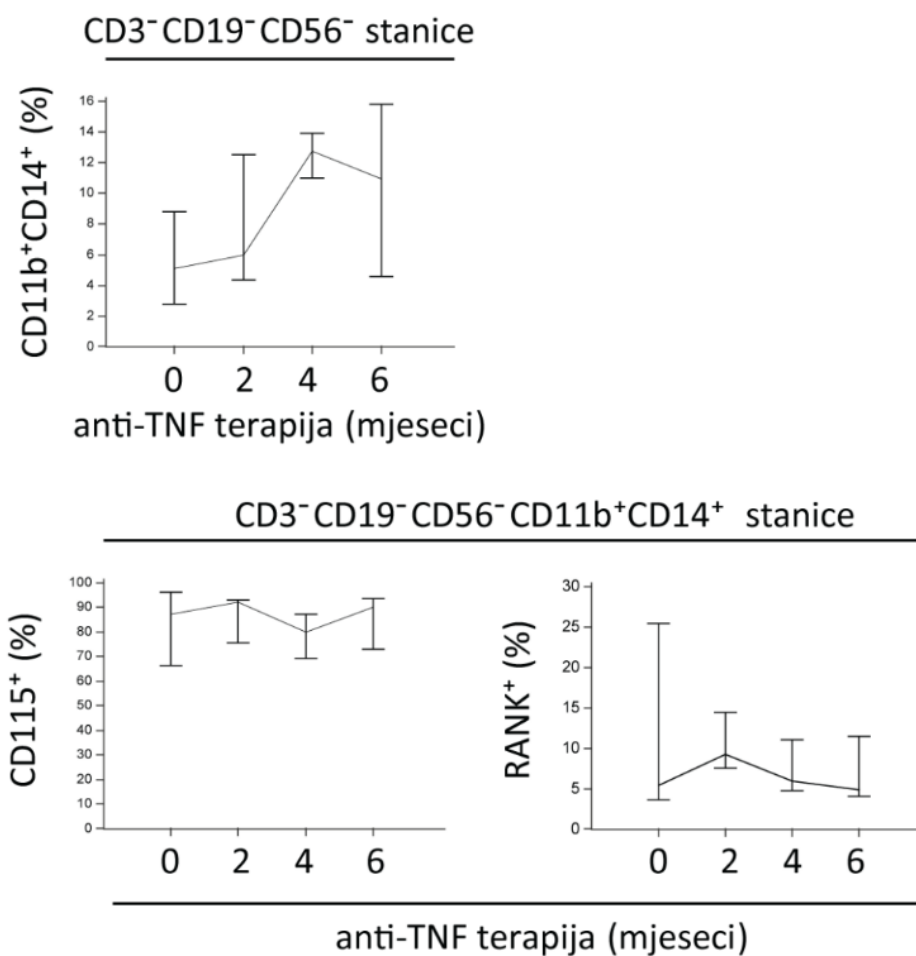 CD3⁻CD19⁻CD56⁻ stanice
CD11b⁺CD14⁺ (%)
16
14
12
10
8
6
4
2
0
0 2 4 6
anti-TNF terapija (mjeseci)
CD3⁻CD19⁻CD56⁻CD11b⁺CD14⁺ stanice
CD115⁺ (%)
100
90
80
70
60
50
40
30
20
10
0
0 2 4 6
RANK⁺ (%)
30
25
20
15
10
5
0
0 2 4 6
anti-TNF terapija (mjeseci)